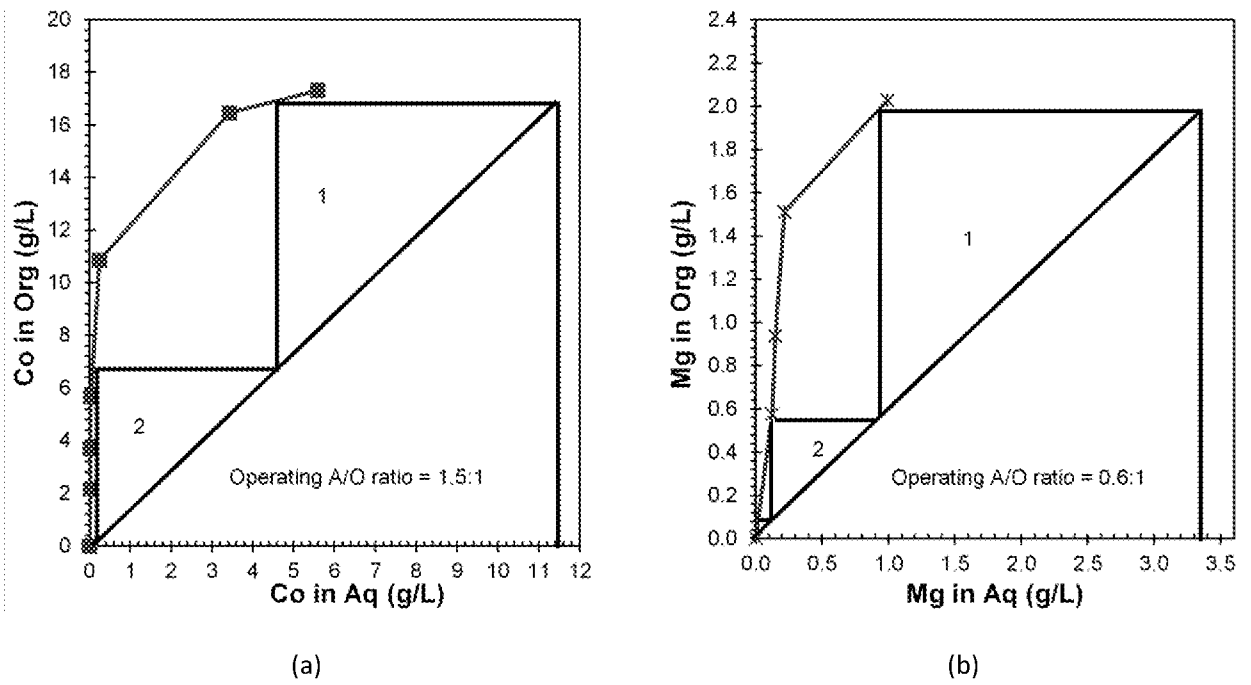 20
18
16
14
12
10
8
6
4
2
0
Co in Org (g/L)
1
2
Operating A/O ratio = 1.5:1
0 1 2 3 4 5 6 7 8 9 10 11 12
Co in Aq (g/L)
(a)
2.4
2.2
2.0
1.8
1.6
1.4
1.2
1.0
0.8
0.6
0.4
0.2
0.0
Mg in Org (g/L)
1
2
Operating A/O ratio = 0.6:1
0.0 0.5 1.0 1.5 2.0 2.5 3.0 3.5
Mg in Aq (g/L)
(b)